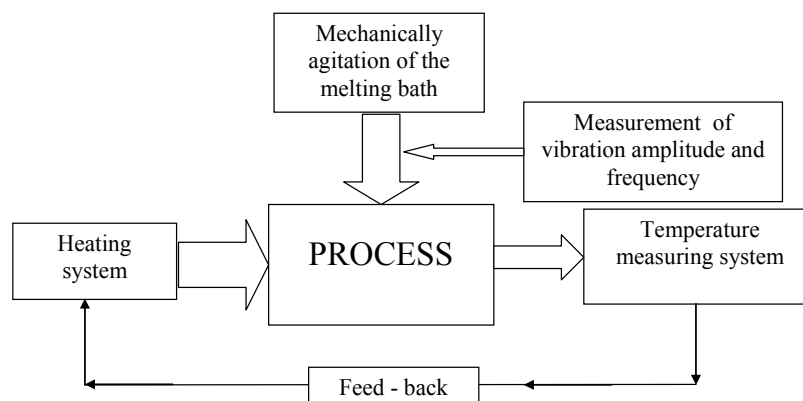 Mechanically
agitation of the
melting bath
Measurement of
vibration amplitude and
frequency
Heating
system
PROCESS
Temperature
measuring system
Feed - back